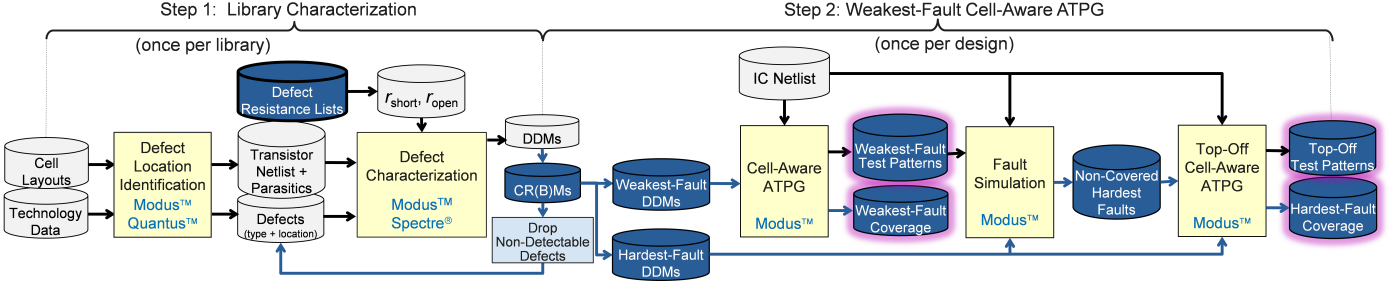 Step 1:  Library Characterization
(once per library)
Step 2: Weakest-Fault Cell-Aware ATPG
(once per design)
Defect
Resistance Lists
rshort, ropen
IC Netlist
Cell
Layouts
Technology
Data
Defect
Location
Identification
Modus™
Quantus™
Transistor
Netlist +
Parasitics
Defects
(type + location)
Defect
Characterization
Modus™
Spectre®
DDMs
CR(B)Ms
Drop
Non-Detectable
Defects
Weakest-Fault
DDMs
Hardest-Fault
DDMs
Cell-Aware
ATPG
Modus™
Weakest-Fault
Test Patterns
Weakest-Fault
Coverage
Fault
Simulation
Modus™
Non-Covered
Hardest
Faults
Top-Off
Cell-Aware
ATPG
Modus™
Top-Off
Test Patterns
Hardest-Fault
Coverage